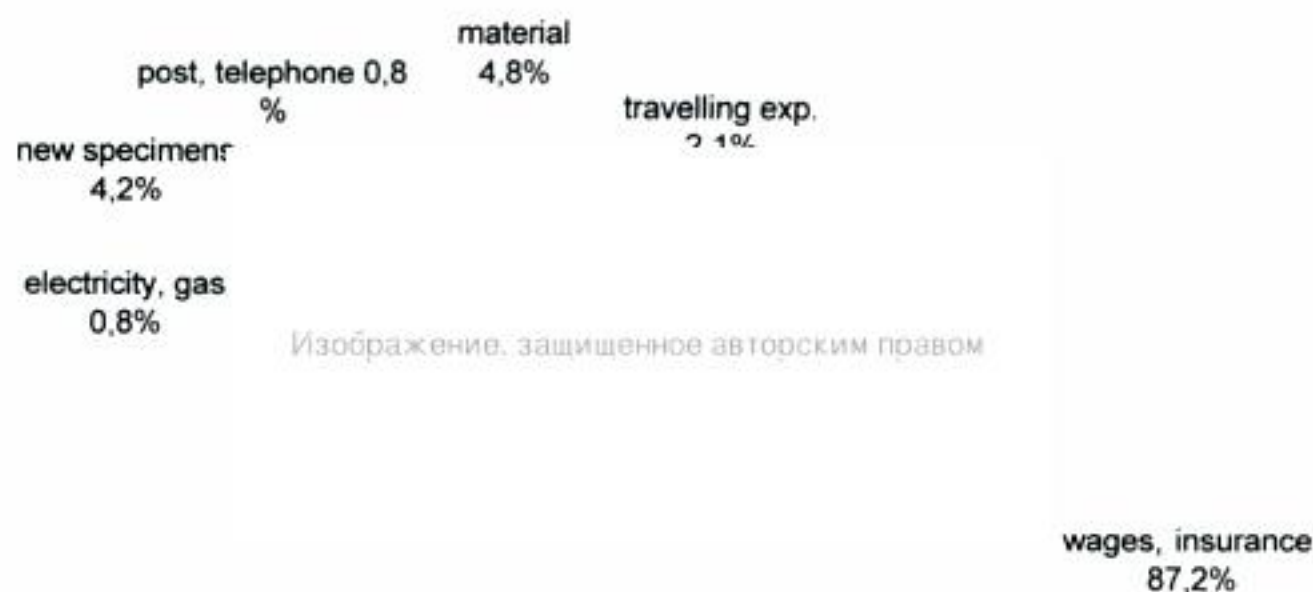 material
4,8%
post, telephone 0,8
%
travelling exp.
new specimens
4,2%
electricity, gas
0,8%
Изображение, защищенное авторским правом
wages, insurance
87,2%